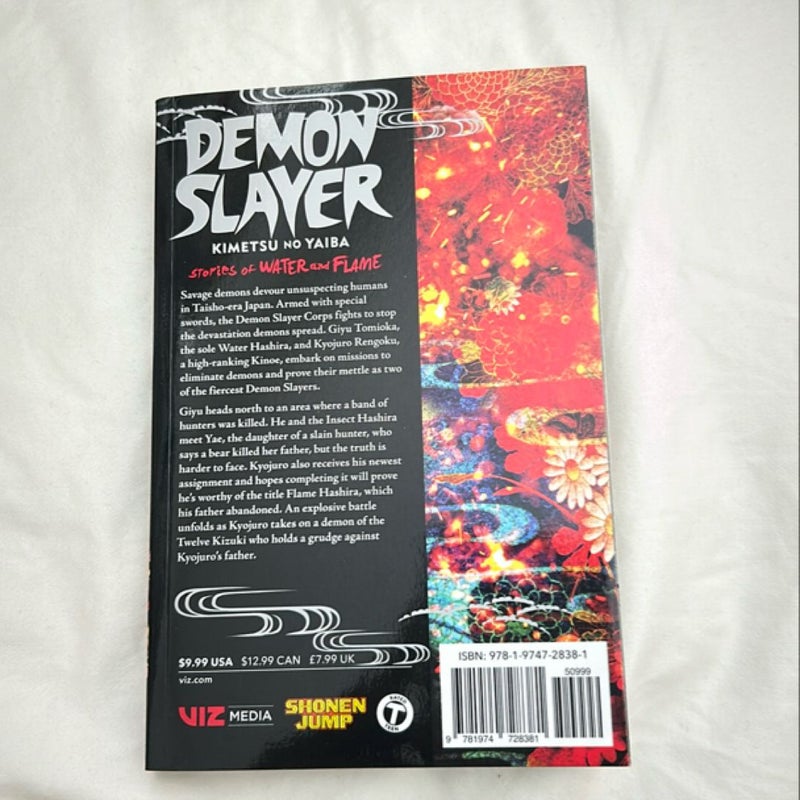 DEMON
SLAYER
KIMETSU NO YAIBA
stories of WATER and FLAME
Savage demons devour unsuspecting humans
in Taisho-era Japan. Armed with special
swords, the Demon Slayer Corps fights to stop
the devastation demons spread. Giyu Tomioka,
the sole Water Hashira, and Kyojuro Rengoku,
a high-ranking Kinoe, embark on missions to
eliminate demons and prove their mettle as two
of the fiercest Demon Slayers.
Giyu heads north to an area where a band of
hunters was killed. He and the Insect Hashira
meet Yae, the daughter of a slain hunter, who
says a bear killed her father, but the truth is
harder to face. Kyojuro also receives his newest
assignment and hopes completing it will prove
he's worthy of the title Flame Hashira, which
his father abandoned. An explosive battle
unfolds as Kyojuro takes on a demon of the
Twelve Kizuki who holds a grudge against
Kyojuro's father.
$9.99 USA $12.99 CAN £7.99 UK
viz.com
VIZ MEDIA
SHONEN
JUMP
RATED
T
TEEN
ISBN: 978-1-9747-2838-1
50999
9 781974 728381